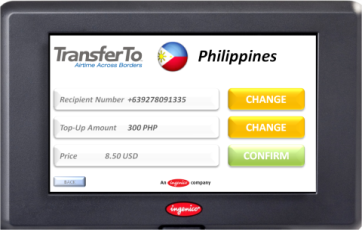 TransferTo
Airtime Across Borders
Philippines
Recipient Number +639278091335
CHANGE
Top-Up Amount 300 PHP
CHANGE
Price 8.50 USD
CONFIRM
BACK
An ingenico company
ingenico